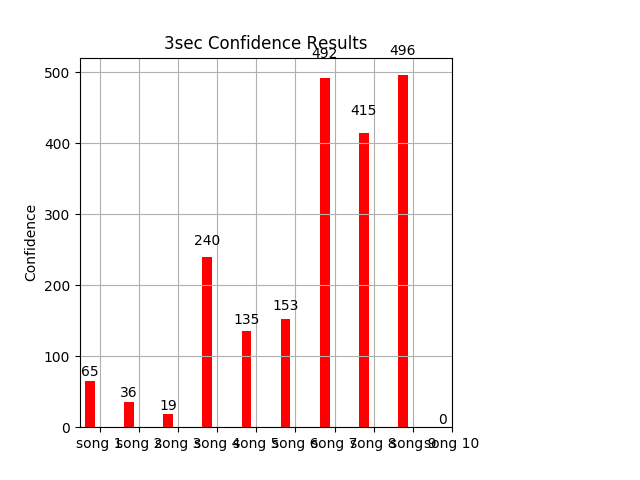 3sec Confidence Results
Confidence
500
400
300
200
100
0
65
36
19
240
135
153
492
415
496
0
song 1
song 2
song 3
song 4
song 5
song 6
song 7
song 8
song 9
song 10